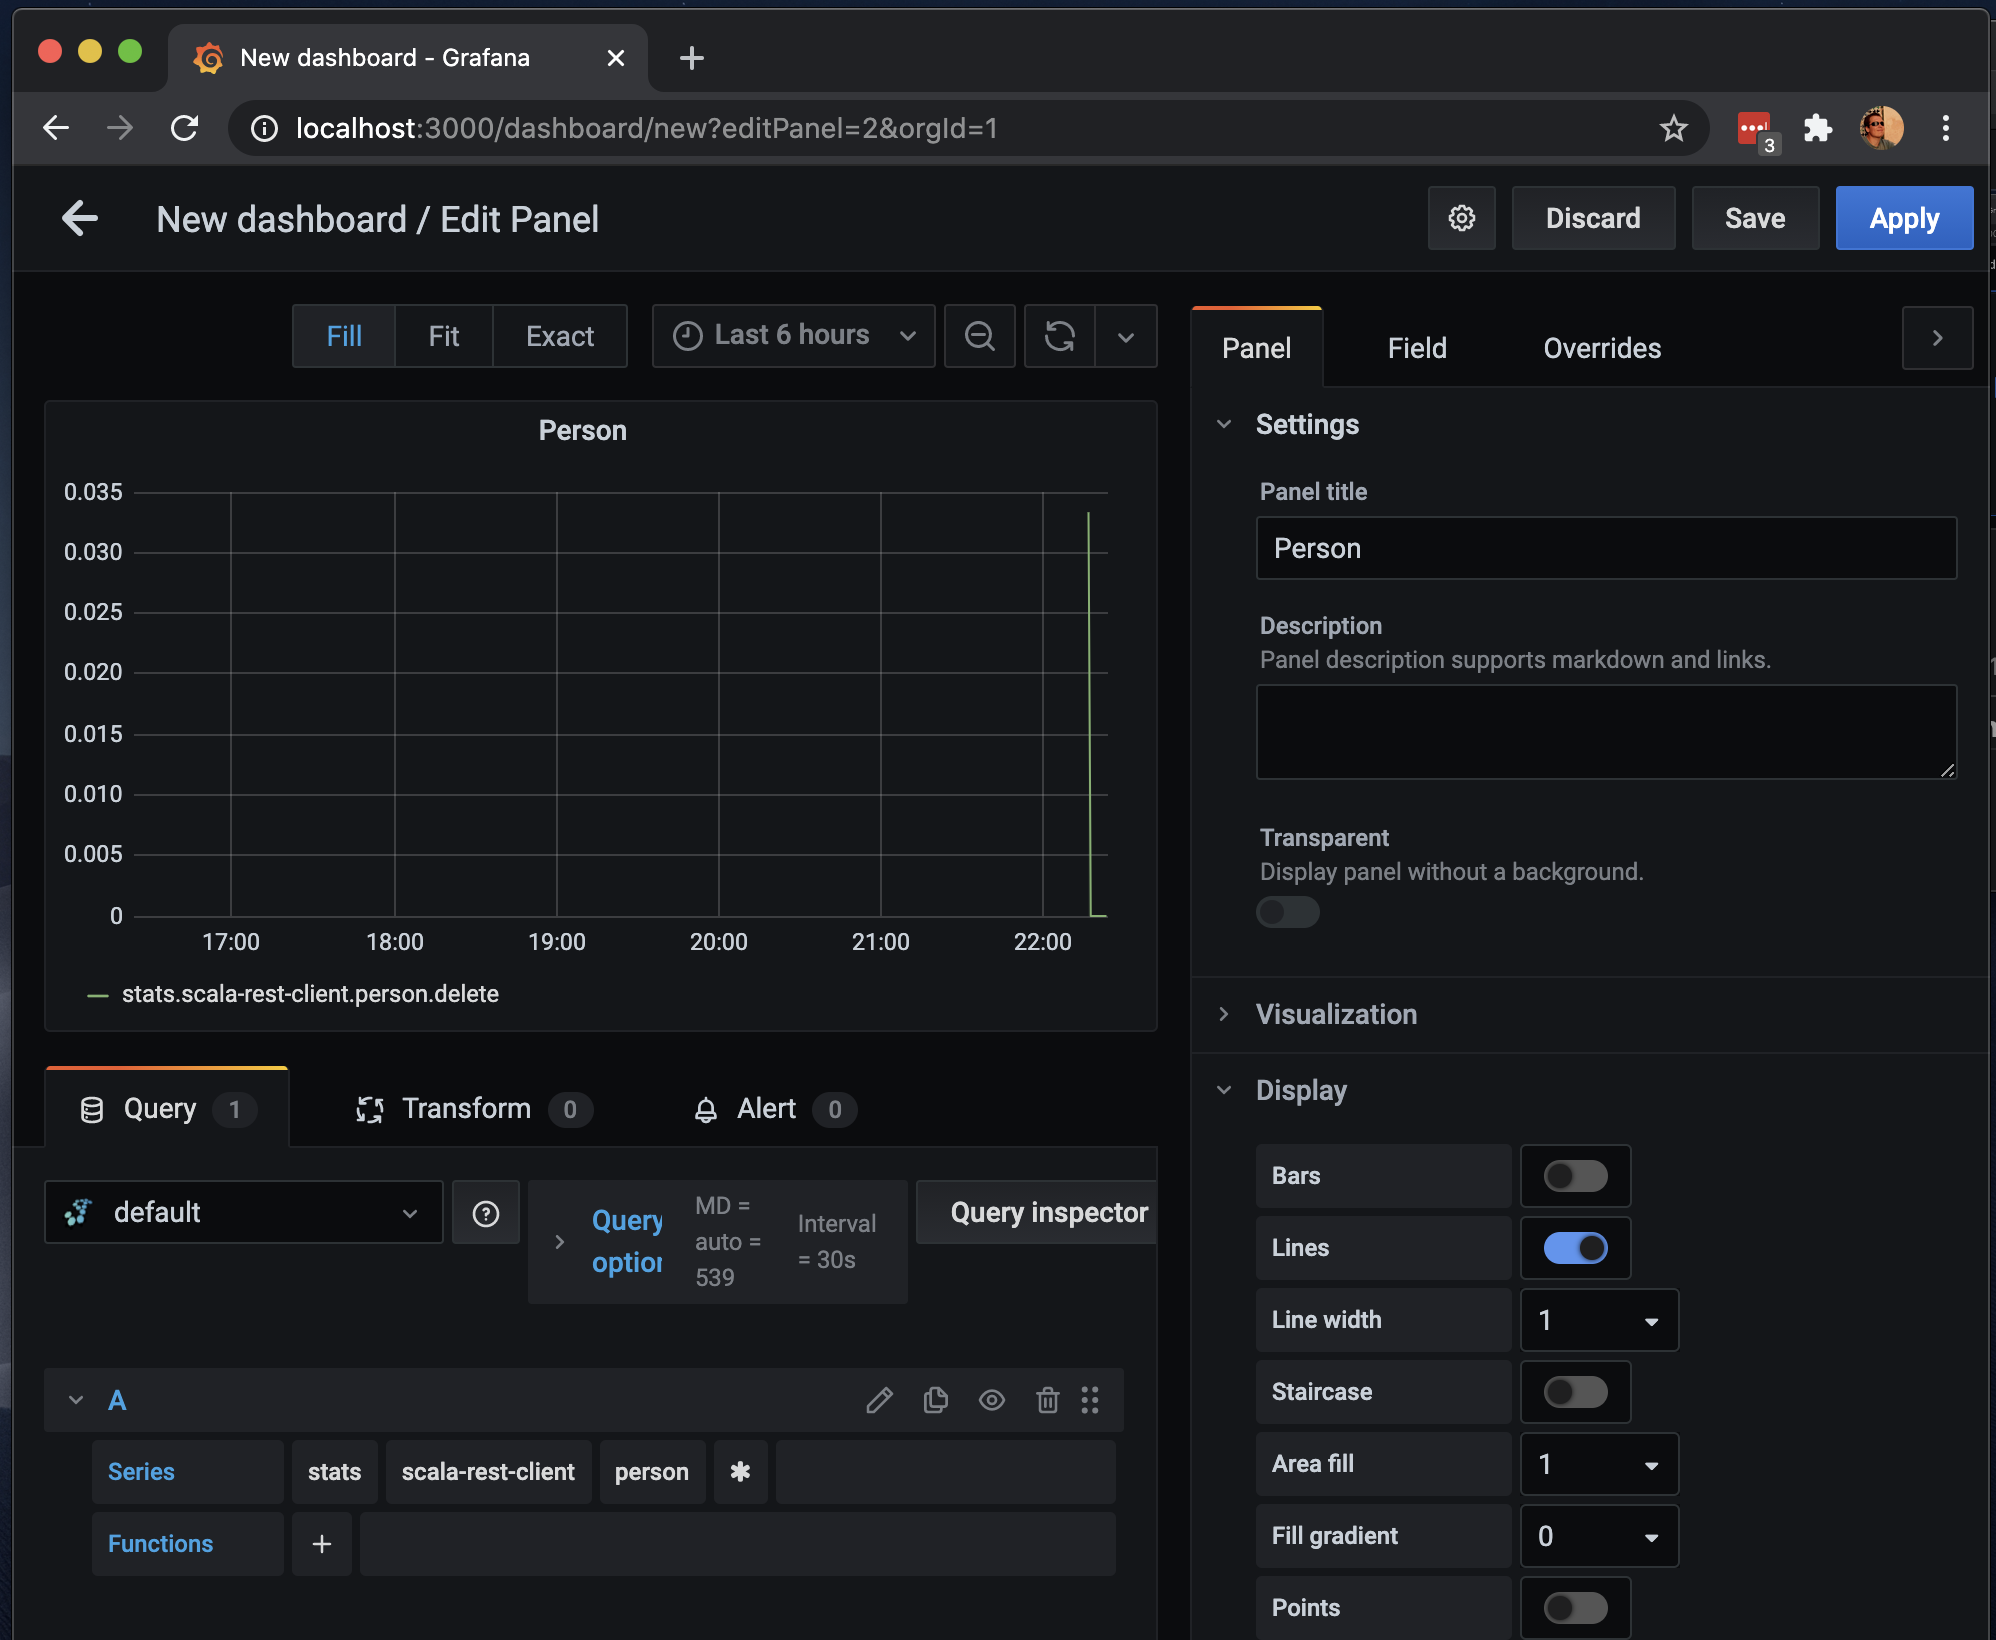 New dashboard - Grafana
localhost:3000/dashboard/new?editPanel=2&orgId=1
3
New dashboard / Edit Panel
Discard
Save
Apply
Fill
Fit
Exact
Last 6 hours
Panel
Field
Overrides
Person
0.035
0.030
0.025
0.020
0.015
0.010
0.005
0
17:00
18:00
19:00
20:00
21:00
22:00
stats.scala-rest-client.person.delete
Settings
Panel title
Person
Description
Panel description supports markdown and links.
Transparent
Display panel without a background.
Visualization
Display
Bars
Lines
Line width
1
Staircase
Area fill
1
Fill gradient
0
Points
Query
1
Transform
0
Alert
0
default
Query
option
MD =
auto =
539
Interval
= 30s
Query inspector
A
Series
stats
scala-rest-client
person
*
Functions
+